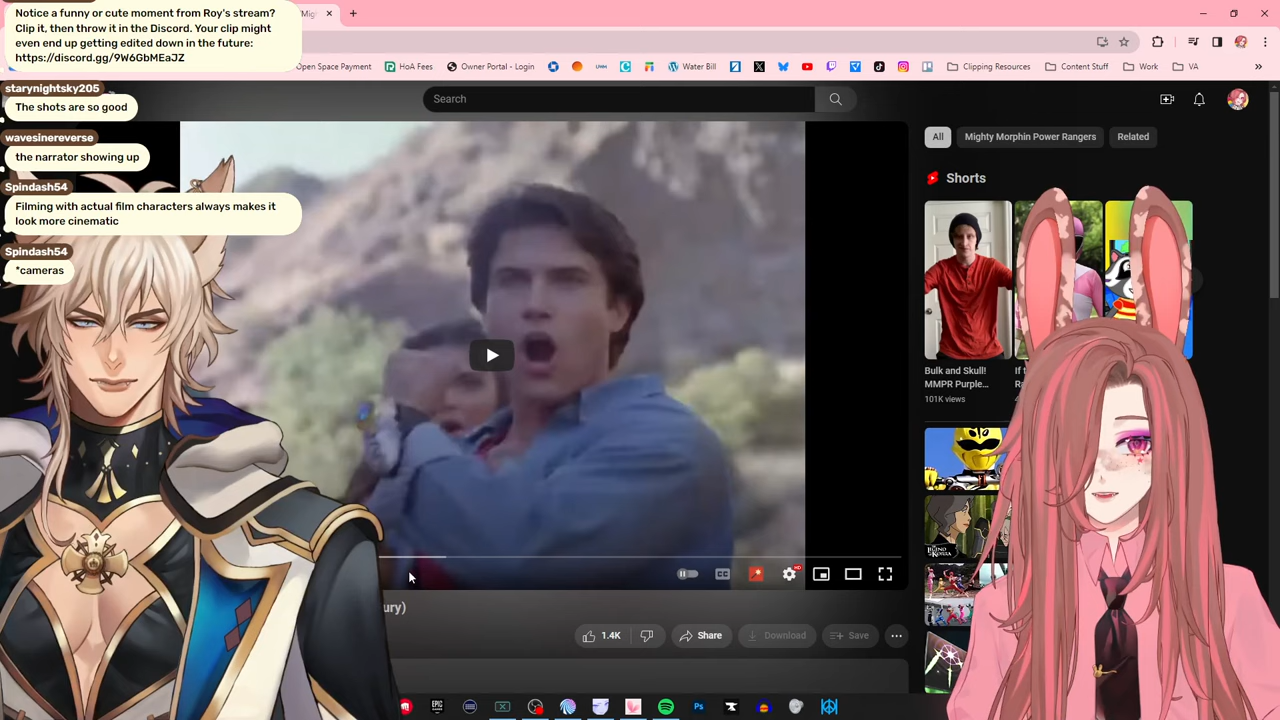 Notice a funny or cute moment from Roy's stream?
Clip it, then throw it in the Discord. Your clip might
even end up getting edited down in the future:
https://discord.gg/9W6GbMEaJZ
Open Space Payment
HoA Fees
Owner Portal - Login
Water Bill
Clipping Resources
Content Stuff
Work
VA
starynightsky205
The shots are so good
wavesinereverse
the narrator showing up
Spindash54
Filming with actual film characters always makes it
look more cinematic
Spindash54
*cameras
Search
All
Mighty Morphin Power Rangers
Related
Shorts
Bulk and Skull!
MMPR Purple...
101K views
CC
HD
ury)
1.4K
Share
Download
Save